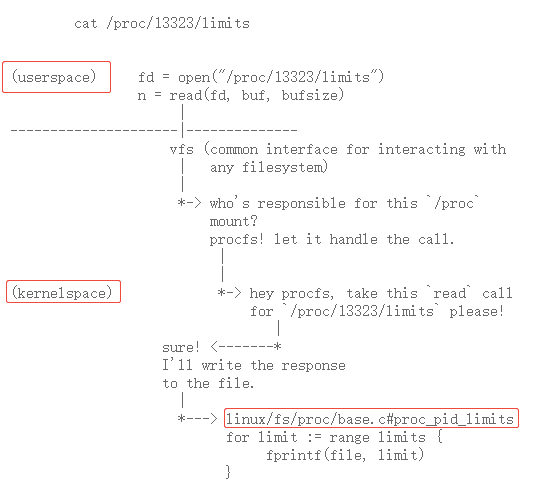 cat /proc/13323/limits
(userspace) fd = open("/proc/13323/limits")
n = read(fd, buf, bufsize)
|
---------------------|--------------
vfs (common interface for interacting with
| any filesystem)
|
*-> who's responsible for this `/proc`
mount?
procfs! let it handle the call.
|
|
(kernelspace) *-> hey procfs, take this `read` call
for `/proc/13323/limits` please!
|
sure! <-------*
I'll write the response
to the file.
|
*---> linux/fs/proc/base.c#proc_pid_limits
for limit := range limits {
fprintf(file, limit)
}